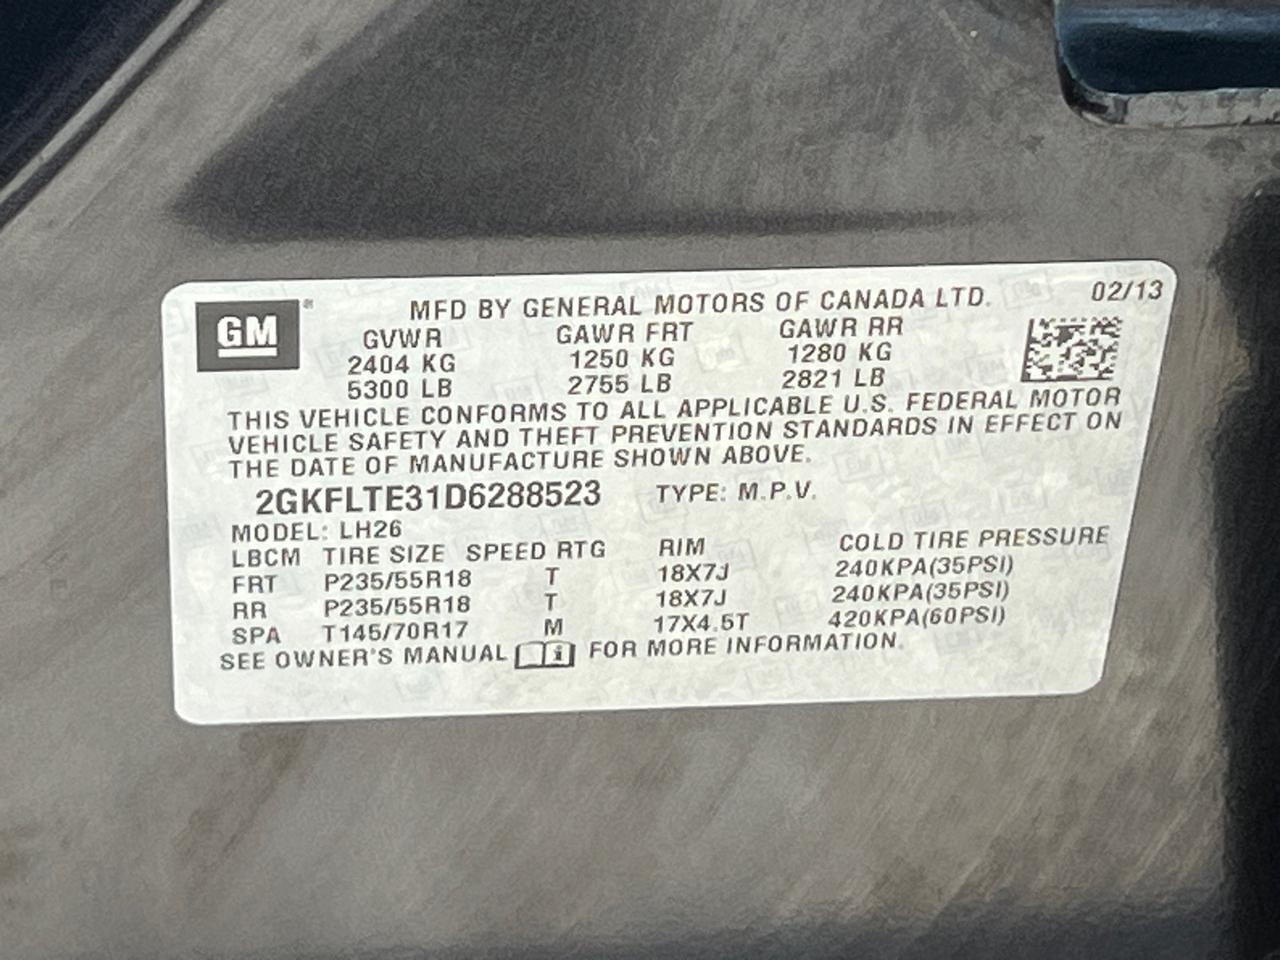 GM® MFD BY GENERAL MOTORS OF CANADA LTD. 02/13
GVWR GAWR FRT GAWR RR
2404 KG 1250 KG 1280 KG
5300 LB 2755 LB 2821 LB
THIS VEHICLE CONFORMS TO ALL APPLICABLE U.S. FEDERAL MOTOR
VEHICLE SAFETY AND THEFT PREVENTION STANDARDS IN EFFECT ON
THE DATE OF MANUFACTURE SHOWN ABOVE.
2GKFLTE31D6288523 TYPE: M.P.V.
MODEL: LH26
LBCM TIRE SIZE SPEED RTG RIM COLD TIRE PRESSURE
FRT P235/55R18 T 18X7J 240KPA(35PSI)
RR P235/55R18 T 18X7J 240KPA(35PSI)
SPA T145/70R17 M 17X4.5T 420KPA(60PSI)
SEE OWNER'S MANUAL i FOR MORE INFORMATION.